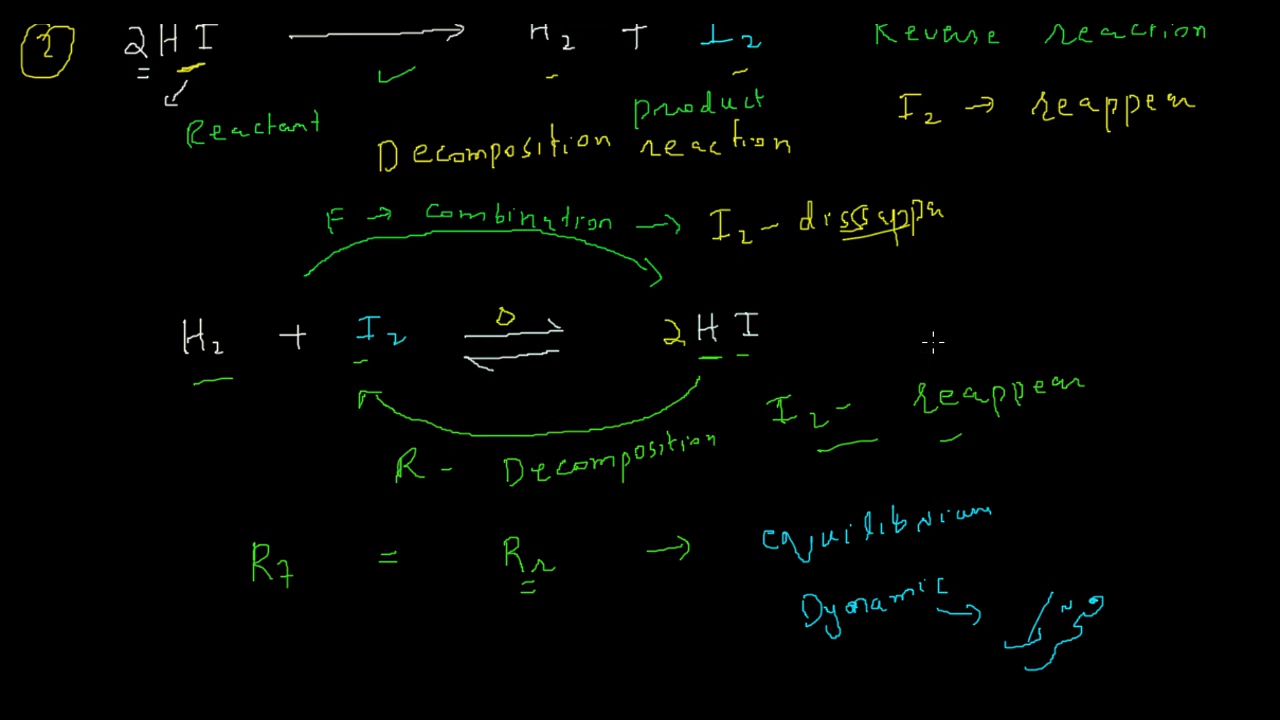 2 2HI → H2 + I2 Reverse reaction
Reactant product I2 → reappear
Decomposition reaction
F → combination → I2 - dissappear
H2 + I2 ⇌ 2HI
I2 - reappear
R - Decomposition
Rf = Rr → equilibrium
Dynamic →